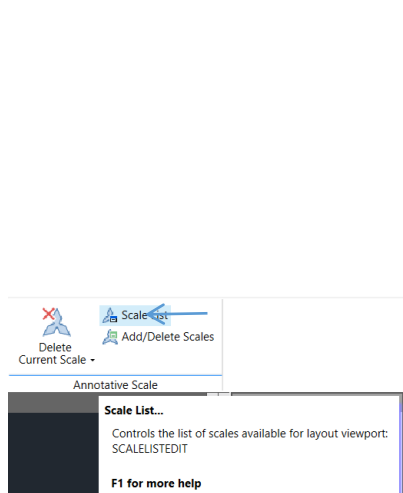 Scale List
Add/Delete Scales
Delete
Current Scale
Annotative Scale
Scale List...
Controls the list of scales available for layout viewport:
SCALELISTEDIT
F1 for more help